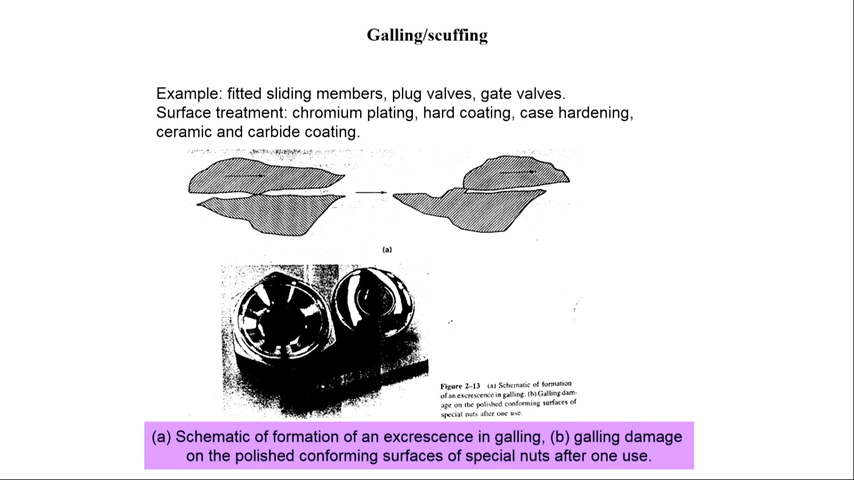 Galling/scuffing
Example: fitted sliding members, plug valves, gate valves.
Surface treatment: chromium plating, hard coating, case hardening,
ceramic and carbide coating.
(a)
Figure 2–13 (a) Schematic of formation
of an excrescence in galling. (b) Galling dam-
age on the polished conforming surfaces of
special nuts after one use.
(a) Schematic of formation of an excrescence in galling, (b) galling damage
on the polished conforming surfaces of special nuts after one use.